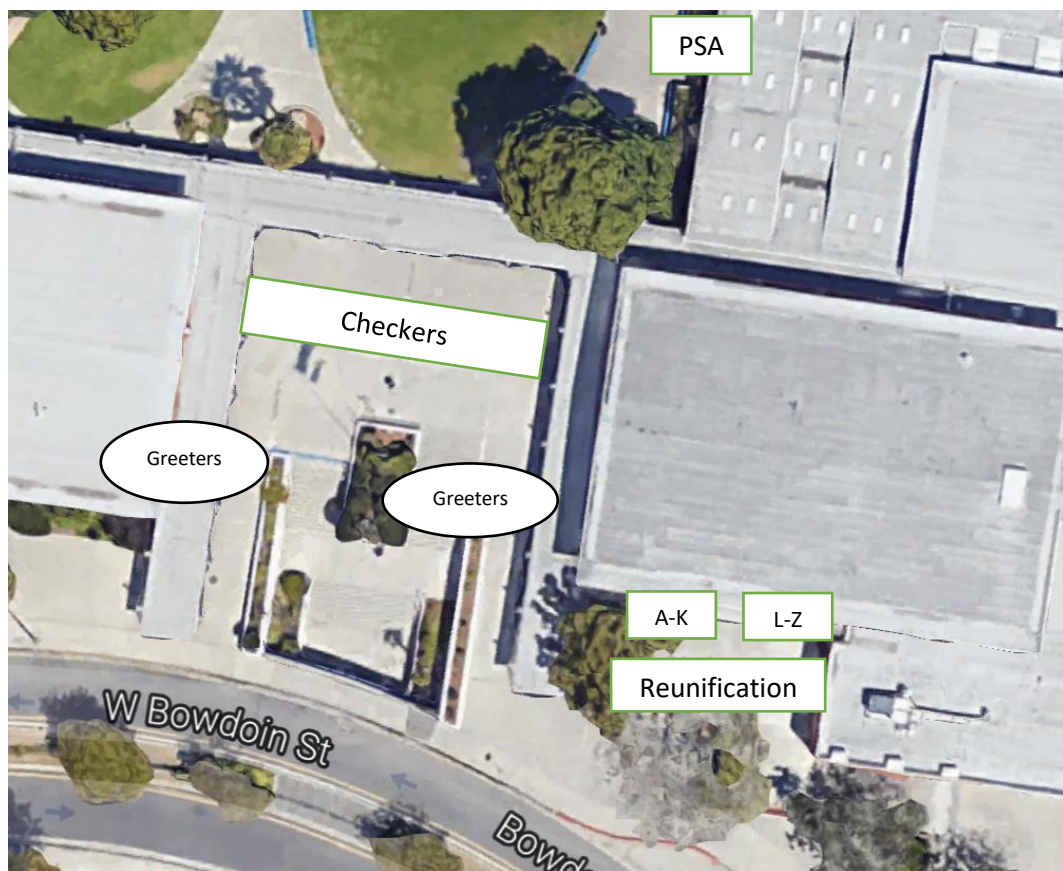 PSA
Checkers
Greeters
Greeters
A-K
L-Z
Reunification
W Bowdoin St
Bowdo